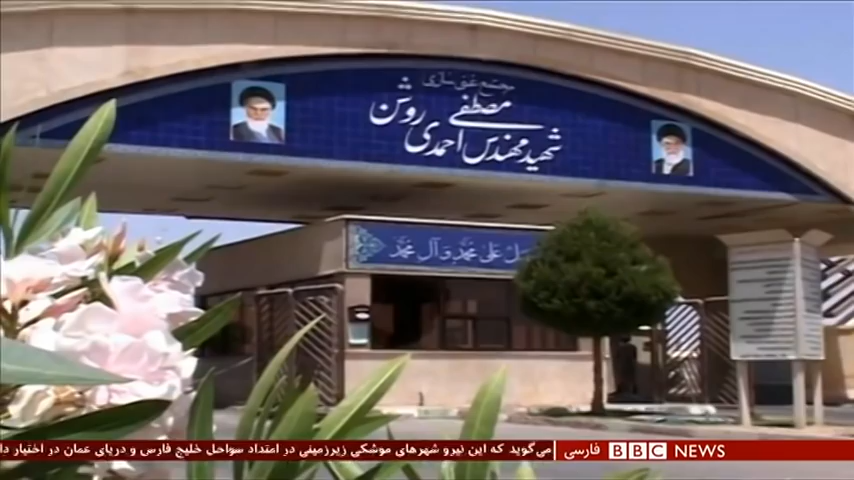 مجتمع غنی سازی
شهید مهندس مصطفی احمدی روشن
صل علی محمد و آل محمد
می‌گوید که این نیرو شهرهای موشکی زیرزمینی در امتداد سواحل خلیج فارس و دریای عمان در اختیار دا
BBC NEWS فارسی